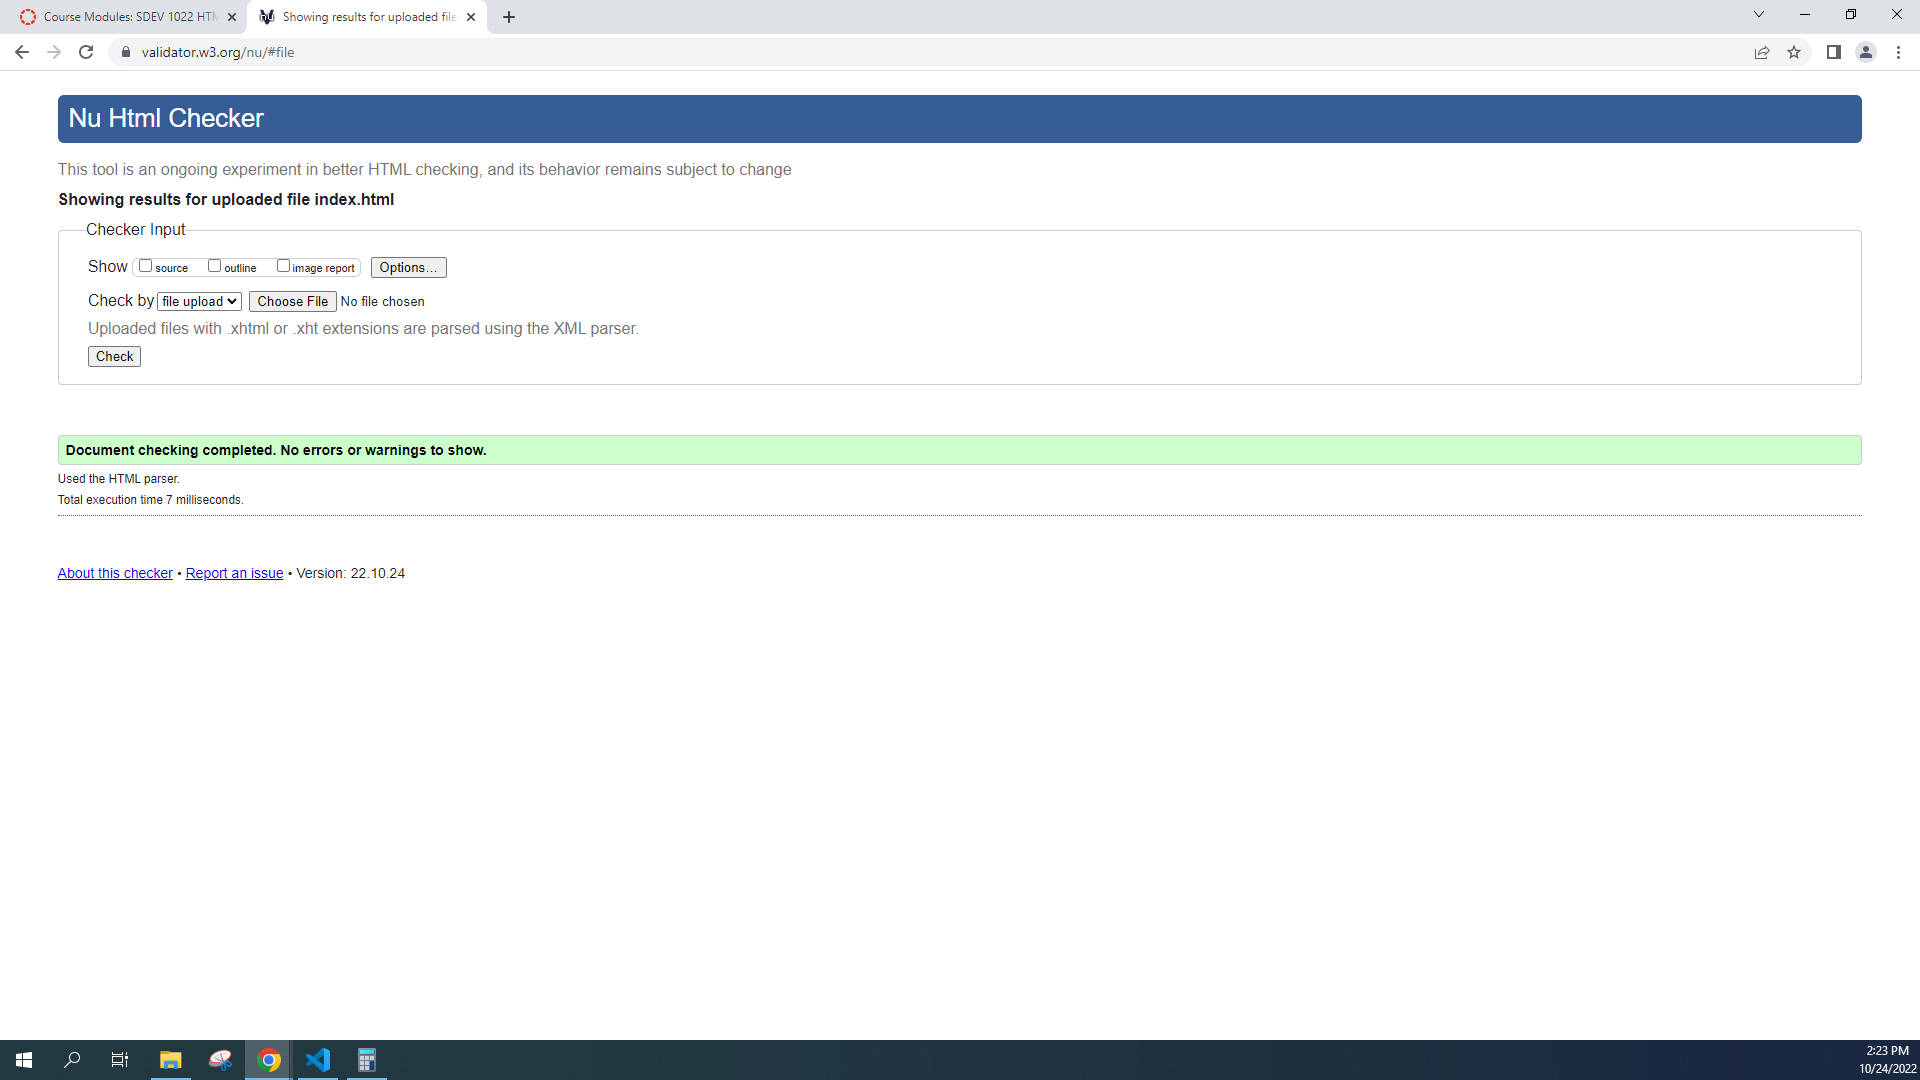 Course Modules: SDEV 1022 HTM
Showing results for uploaded file
validator.w3.org/nu/#file
Nu Html Checker
This tool is an ongoing experiment in better HTML checking, and its behavior remains subject to change
Showing results for uploaded file index.html
Checker Input
Show source outline image report Options...
Check by file upload Choose File No file chosen
Uploaded files with .xhtml or .xht extensions are parsed using the XML parser.
Check
Document checking completed. No errors or warnings to show.
Used the HTML parser.
Total execution time 7 milliseconds.
About this checker • Report an issue • Version: 22.10.24
2:23 PM
10/24/2022